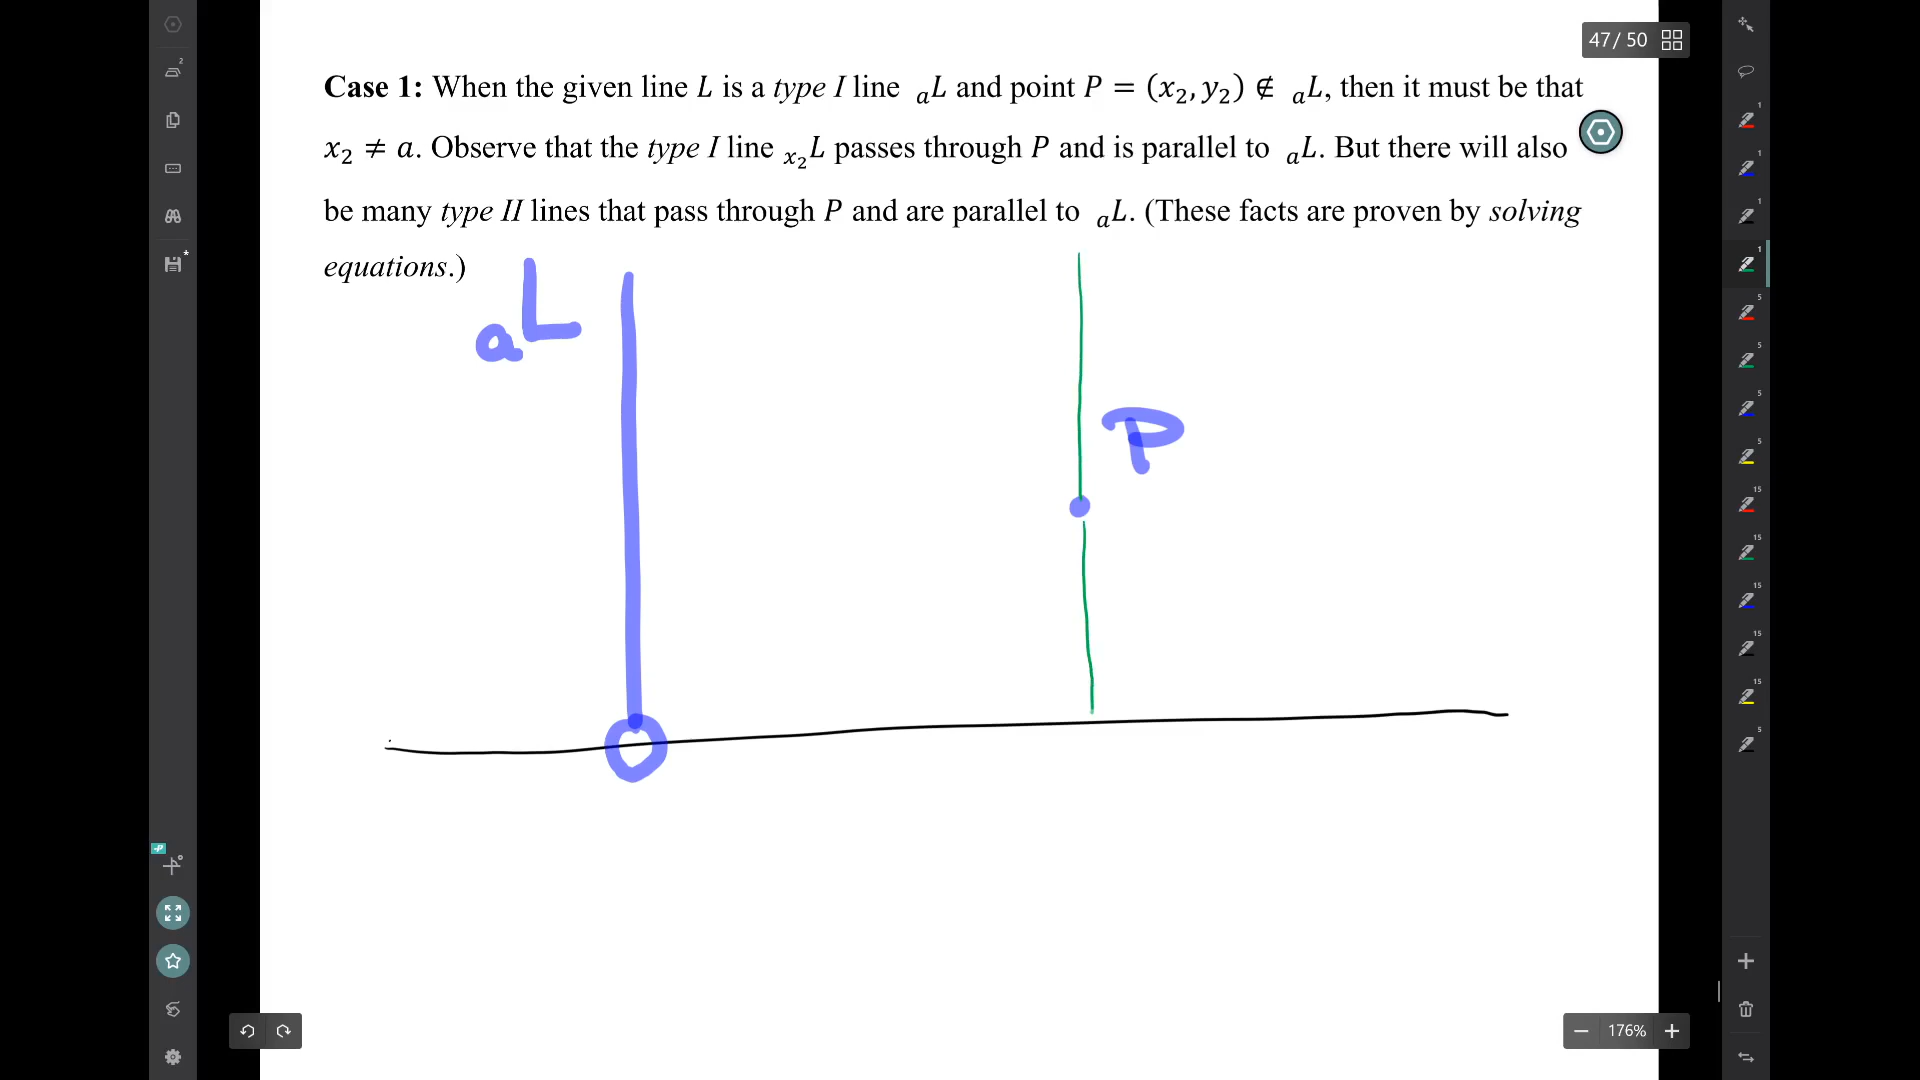 47/ 50
Case 1: When the given line L is a type I line ₐL and point P = (x₂, y₂) ∉ ₐL, then it must be that
x₂ ≠ a. Observe that the type I line ₓ₂L passes through P and is parallel to ₐL. But there will also
be many type II lines that pass through P and are parallel to ₐL. (These facts are proven by solving
equations.)
ₐL
P
176%